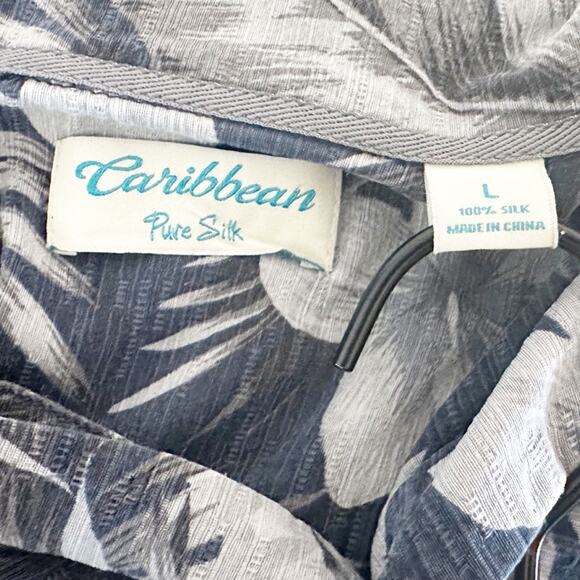 Caribbean
Pure Silk
L
100% SILK
MADE IN CHINA